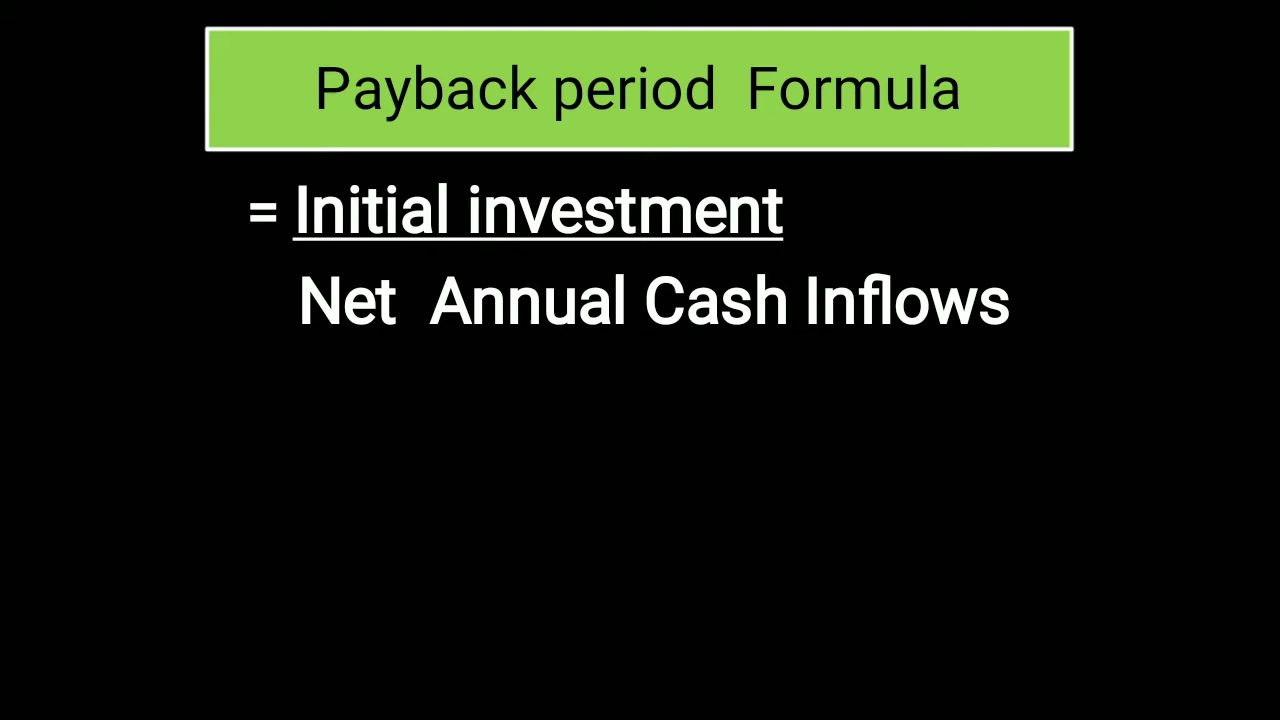 Payback period  Formula
= Initial investment
Net  Annual Cash Inflows